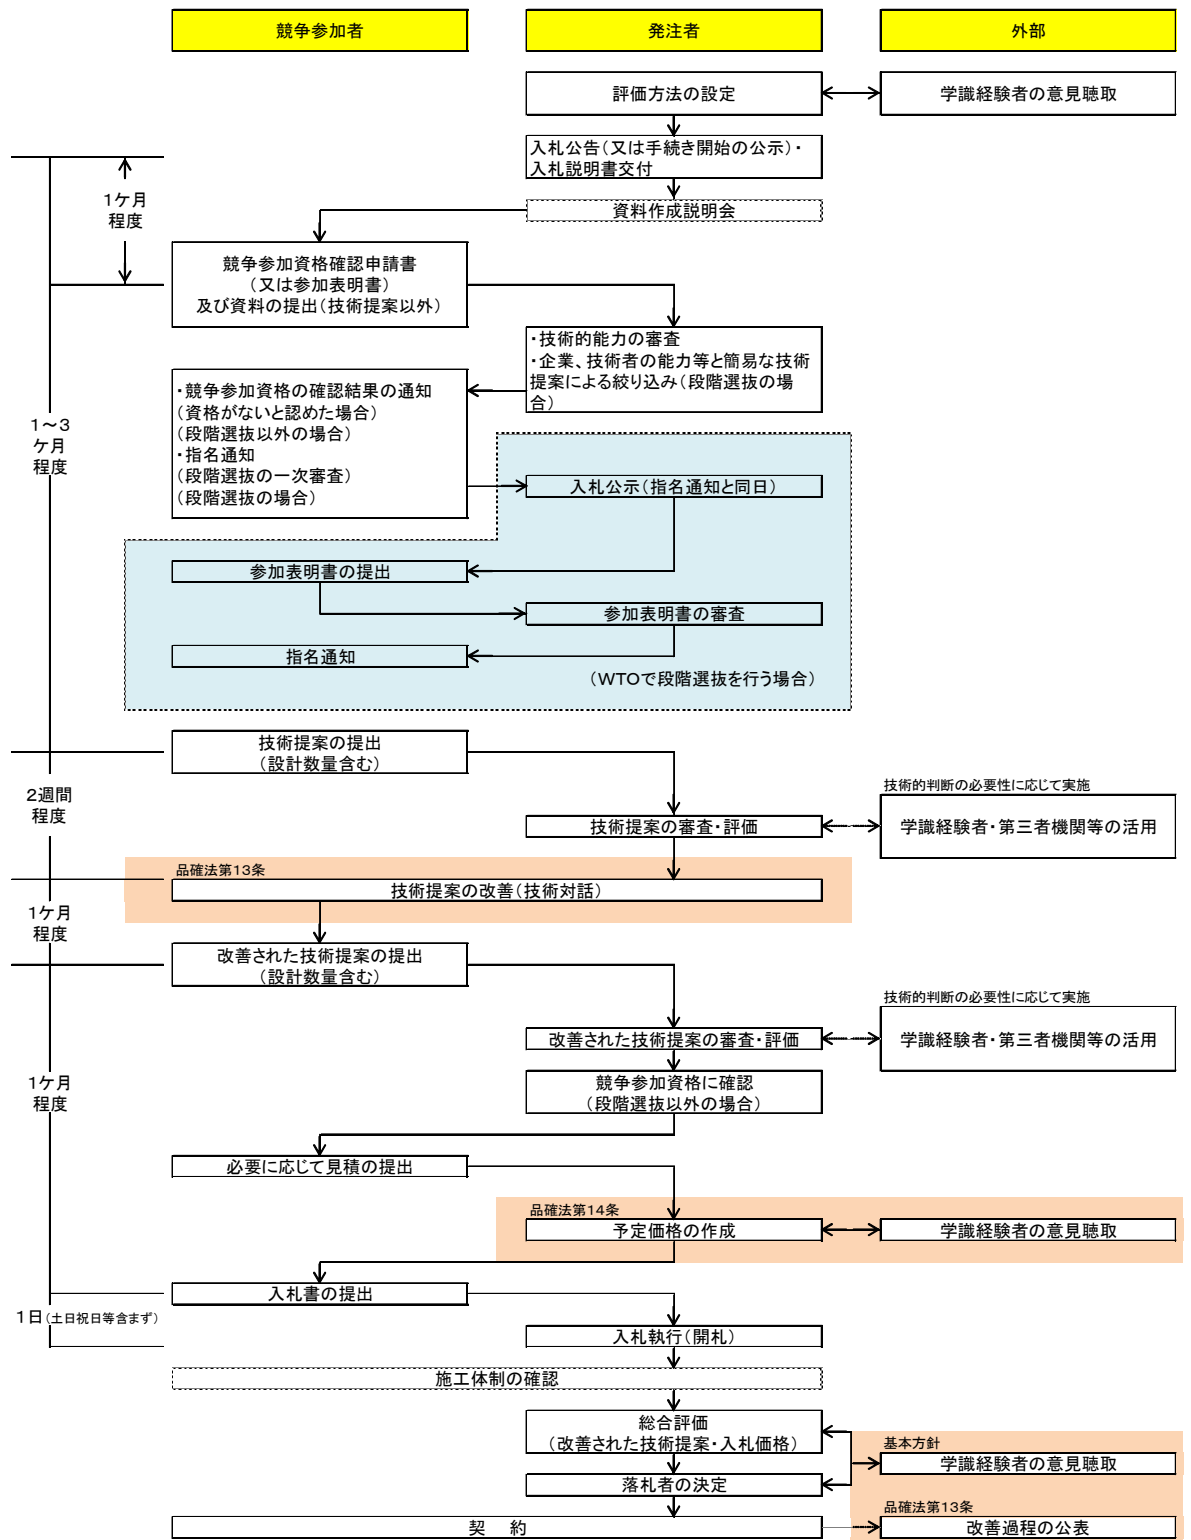 競争参加者
発注者
外部
評価方法の設定
学識経験者の意見聴取
入札公告(又は手続き開始の公示)・
入札説明書交付
1ケ月
程度
資料作成説明会
競争参加資格確認申請書
(又は参加表明書)
及び資料の提出(技術提案以外)
・技術的能力の審査
・企業、技術者の能力等と簡易な技術
提案による絞り込み(段階選抜の場
合)
・競争参加資格の確認結果の通知
(資格がないと認めた場合)
(段階選抜以外の場合)
・指名通知
(段階選抜の一次審査)
(段階選抜の場合)
1~3
ケ月
程度
入札公示(指名通知と同日)
参加表明書の提出
参加表明書の審査
指名通知
(WTOで段階選抜を行う場合)
技術提案の提出
(設計数量含む)
2週間
程度
技術的判断の必要性に応じて実施
技術提案の審査・評価
学識経験者・第三者機関等の活用
品確法第13条
技術提案の改善(技術対話)
1ケ月
程度
改善された技術提案の提出
(設計数量含む)
技術的判断の必要性に応じて実施
改善された技術提案の審査・評価
学識経験者・第三者機関等の活用
1ケ月
程度
競争参加資格に確認
(段階選抜以外の場合)
必要に応じて見積の提出
品確法第14条
予定価格の作成
学識経験者の意見聴取
入札書の提出
1日(土日祝日等含まず)
入札執行(開札)
施工体制の確認
総合評価
(改善された技術提案・入札価格)
基本方針
学識経験者の意見聴取
落札者の決定
品確法第13条
契 約
改善過程の公表